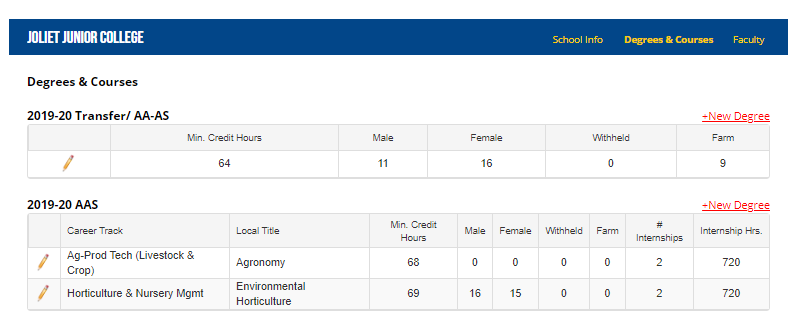 JOLIET JUNIOR COLLEGE School Info Degrees & Courses Faculty
Degrees & Courses
2019-20 Transfer/ AA-AS +New Degree
Min. Credit Hours Male Female Withheld Farm
64 11 16 0 9
2019-20 AAS +New Degree
Career Track Local Title Min. Credit Hours Male Female Withheld Farm # Internships Internship Hrs.
Ag-Prod Tech (Livestock & Crop) Agronomy 68 0 0 0 0 2 720
Horticulture & Nursery Mgmt Environmental Horticulture 69 16 15 0 0 2 720